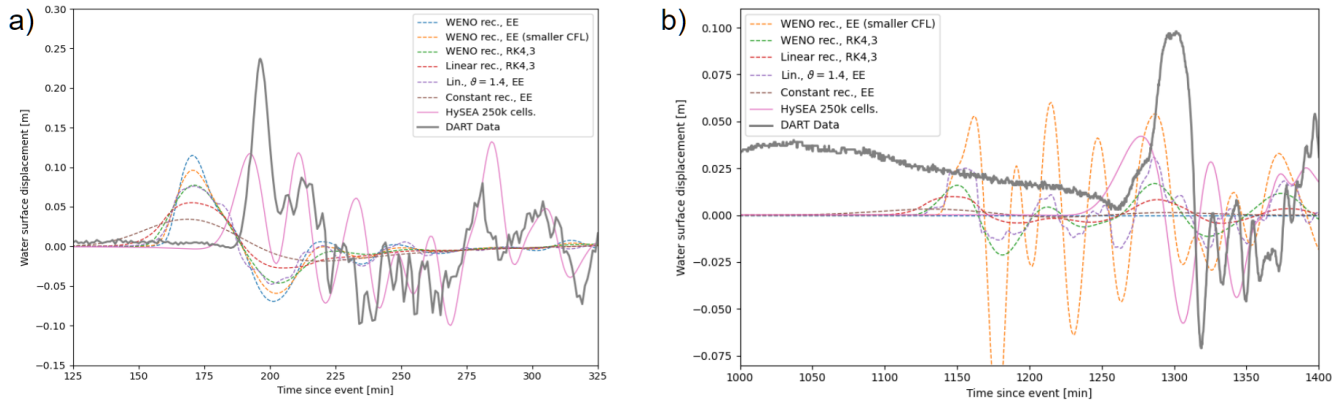 a)
0.30
0.25
0.20
0.15
0.10
0.05
0.00
−0.05
−0.10
−0.15
Water surface displacement [m]
125 150 175 200 225 250 275 300 325
Time since event [min]
WENO rec., EE
WENO rec., EE (smaller CFL)
WENO rec., RK4,3
Linear rec., RK4,3
Lin., ϑ = 1.4, EE
Constant rec., EE
HySEA 250k cells.
DART Data
b)
0.100
0.075
0.050
0.025
0.000
−0.025
−0.050
−0.075
Water surface displacement [m]
1000 1050 1100 1150 1200 1250 1300 1350 1400
Time since event [min]
WENO rec., EE (smaller CFL)
WENO rec., RK4,3
Linear rec., RK4,3
Lin., ϑ = 1.4, EE
Constant rec., EE
HySEA 250k cells.
DART Data